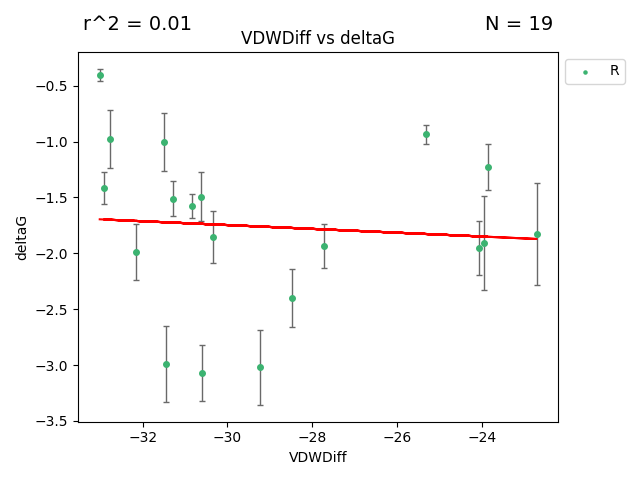 r^2 = 0.01
N = 19
VDWDiff vs deltaG
R
−0.5
−1.0
−1.5
−2.0
−2.5
−3.0
−3.5
deltaG
−32
−30
−28
−26
−24
VDWDiff